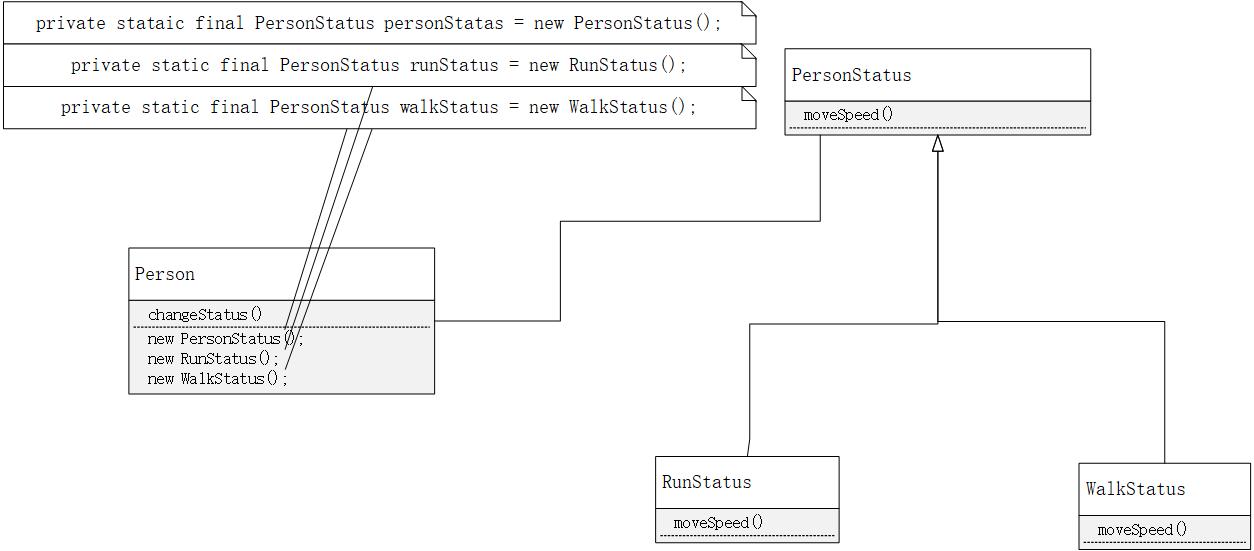 private stataic final PersonStatus personStatas = new PersonStatus();
private static final PersonStatus runStatus = new RunStatus();
private static final PersonStatus walkStatus = new WalkStatus();
PersonStatus
moveSpeed()
Person
changeStatus()
new PersonStatus();
new RunStatus();
new WalkStatus();
RunStatus
moveSpeed()
WalkStatus
moveSpeed()